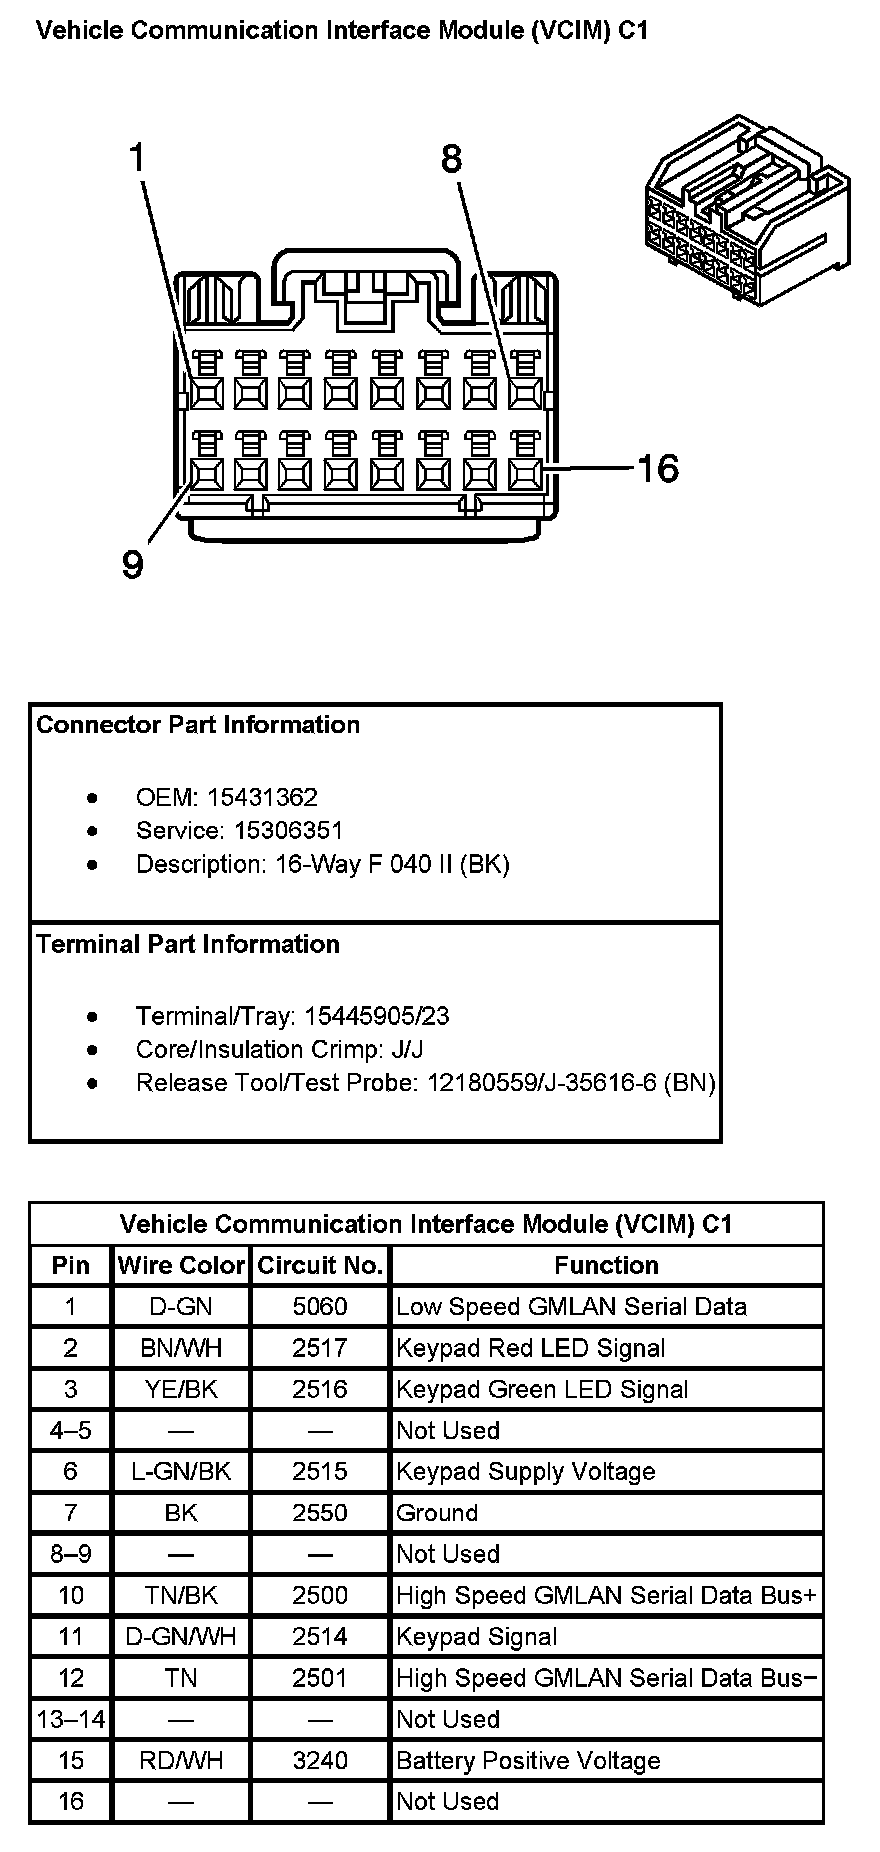 Vehicle Communication Interface Module (VCIM) C1
1
8
16
9
Connector Part Information
• OEM: 15431362
• Service: 15306351
• Description: 16-Way F 040 II (BK)
Terminal Part Information
• Terminal/Tray: 15445905/23
• Core/Insulation Crimp: J/J
• Release Tool/Test Probe: 12180559/J-35616-6 (BN)
Vehicle Communication Interface Module (VCIM) C1
Pin Wire Color Circuit No. Function
1 D-GN 5060 Low Speed GMLAN Serial Data
2 BN/WH 2517 Keypad Red LED Signal
3 YE/BK 2516 Keypad Green LED Signal
4–5 — — Not Used
6 L-GN/BK 2515 Keypad Supply Voltage
7 BK 2550 Ground
8–9 — — Not Used
10 TN/BK 2500 High Speed GMLAN Serial Data Bus+
11 D-GN/WH 2514 Keypad Signal
12 TN 2501 High Speed GMLAN Serial Data Bus−
13–14 — — Not Used
15 RD/WH 3240 Battery Positive Voltage
16 — — Not Used